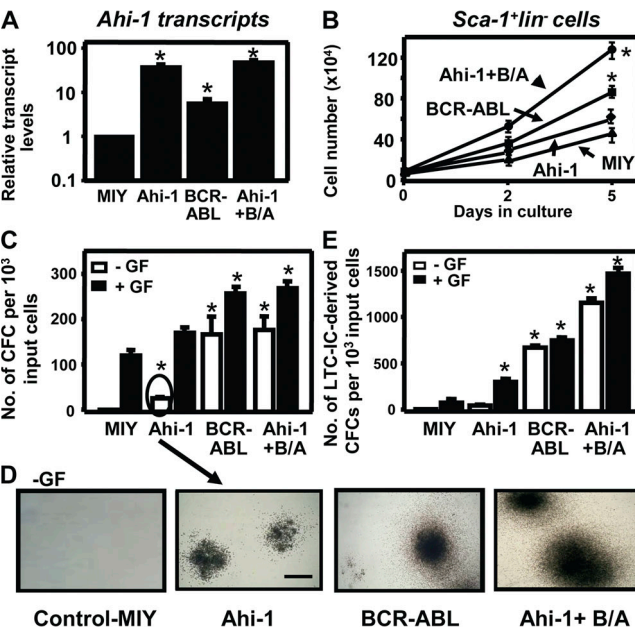 A
Ahi-1 transcripts
Relative transcript
levels
100
10
1
0.1
*
*
*
MIY
Ahi-1
BCR-
ABL
Ahi-1
+B/A
B
Sca-1⁺lin⁻ cells
Cell number (x10⁴)
120
80
40
0
Ahi-1+B/A
BCR-ABL
Ahi-1
MIY
*
*
0
2
5
Days in culture
C
No. of CFC per 10³
input cells
300
200
100
0
- GF
+ GF
*
*
*
*
*
MIY
Ahi-1
BCR-
ABL
Ahi-1
+B/A
E
No. of LTC-IC-derived
CFCs per 10³ input cells
1500
1000
500
0
- GF
+ GF
*
*
*
*
*
MIY
Ahi-1
BCR-
ABL
Ahi-1
+B/A
D
-GF
Control-MIY
Ahi-1
BCR-ABL
Ahi-1+ B/A